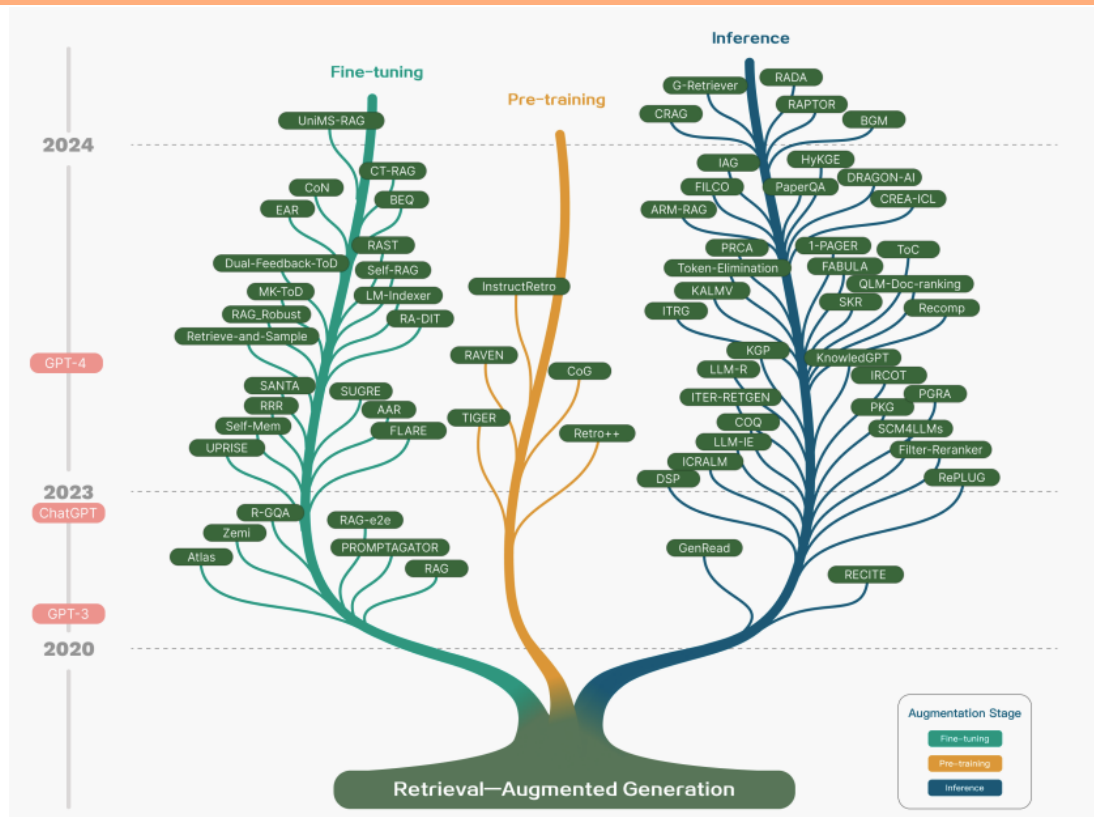 Inference
Fine-tuning
Pre-training
RADA
G-Retriever
RAPTOR
CRAG
BGM
UniMS-RAG
2024
IAG
HyKGE
CT-RAG
DRAGON-AI
CoN
FILCO
PaperQA
BEQ
CREA-ICL
EAR
ARM-RAG
RAST
PRCA
1-PAGER
ToC
Dual-Feedback-ToD
Self-RAG
Token-Elimination
FABULA
InstructRetro
QLM-Doc-ranking
MK-ToD
LM-Indexer
KALMV
SKR
Recomp
RAG_Robust
RA-DIT
ITRG
Retrieve-and-Sample
KGP
KnowledGPT
RAVEN
GPT-4
CoG
LLM-R
IRCOT
SANTA
SUGRE
PGRA
ITER-RETGEN
RRR
AAR
PKG
TIGER
COQ
Self-Mem
FLARE
Retro++
SCM4LLMs
LLM-IE
UPRISE
Filter-Reranker
ICRALM
DSP
RePLUG
2023
ChatGPT
R-GQA
RAG-e2e
Zemi
PROMPTAGATOR
GenRead
Atlas
RAG
RECITE
GPT-3
2020
Augmentation Stage
Fine-tuning
Pre-training
Inference
Retrieval—Augmented Generation